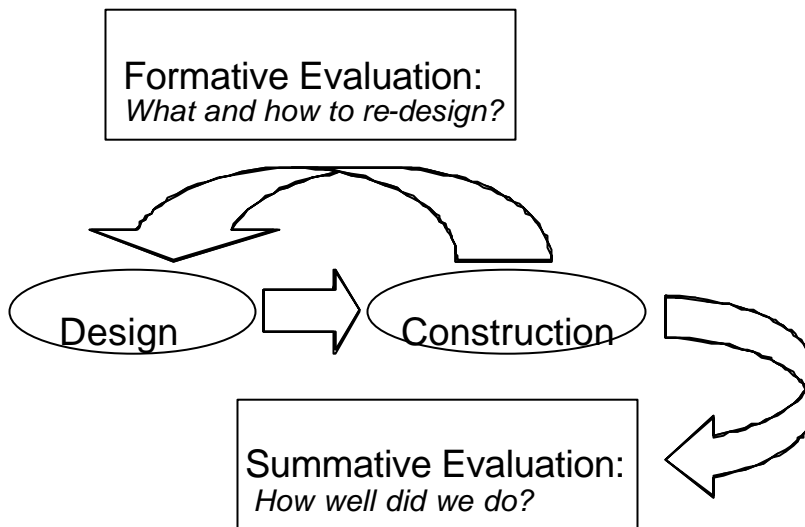 Formative Evaluation:
What and how to re-design?
Design
Construction
Summative Evaluation:
How well did we do?